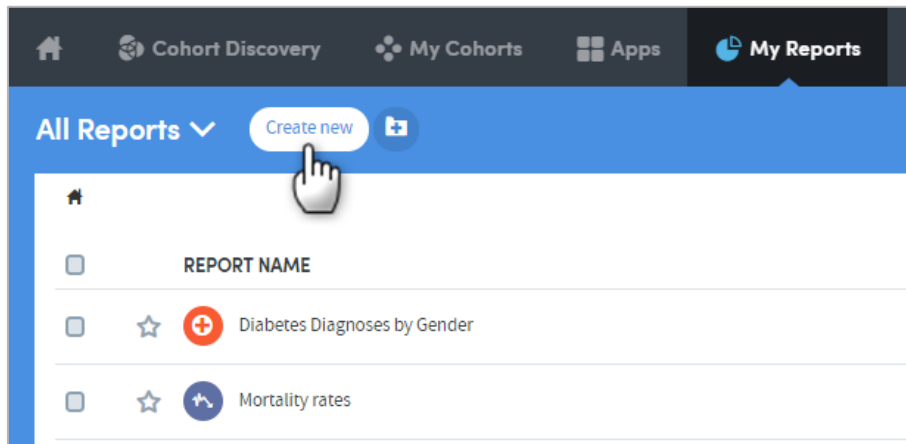 Cohort Discovery My Cohorts Apps My Reports
All Reports Create new
REPORT NAME
Diabetes Diagnoses by Gender
Mortality rates